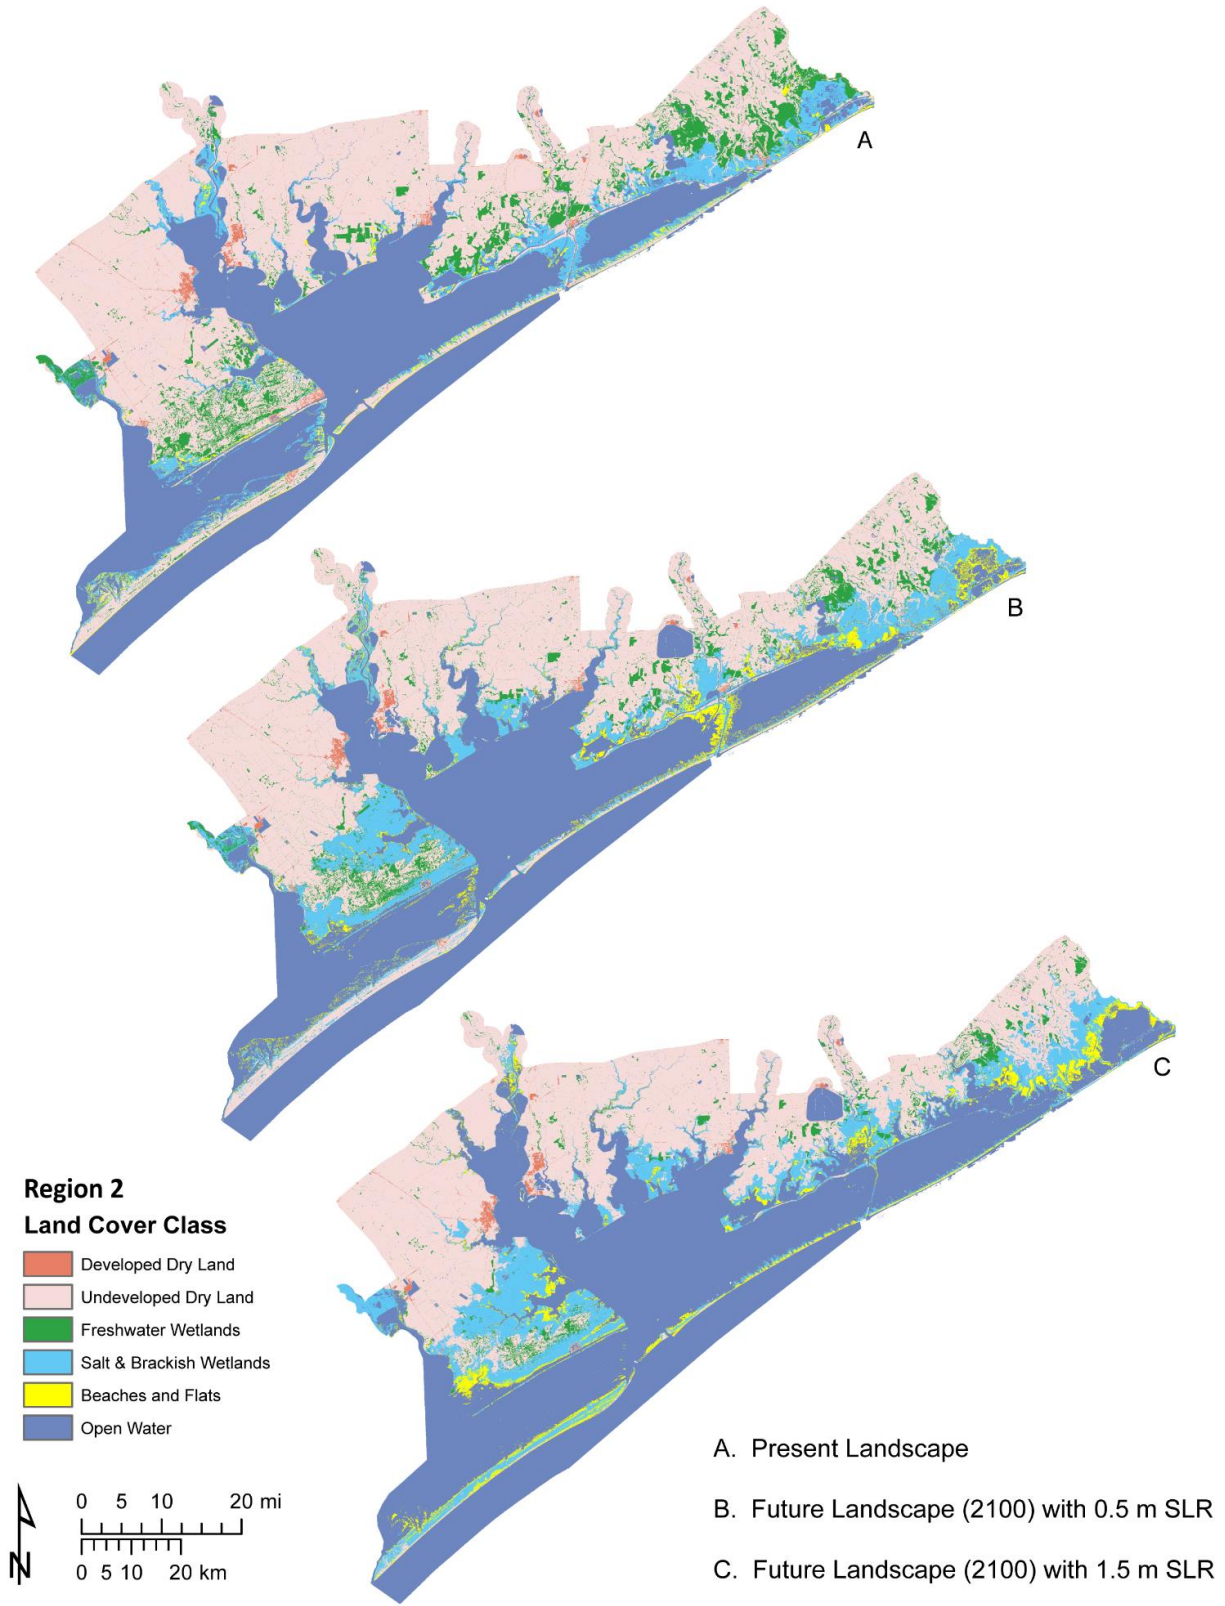 A
B
C
Region 2
Land Cover Class
Developed Dry Land
Undeveloped Dry Land
Freshwater Wetlands
Salt & Brackish Wetlands
Beaches and Flats
Open Water
N
0 5 10 20 mi
0 5 10 20 km
A. Present Landscape
B. Future Landscape (2100) with 0.5 m SLR
C. Future Landscape (2100) with 1.5 m SLR